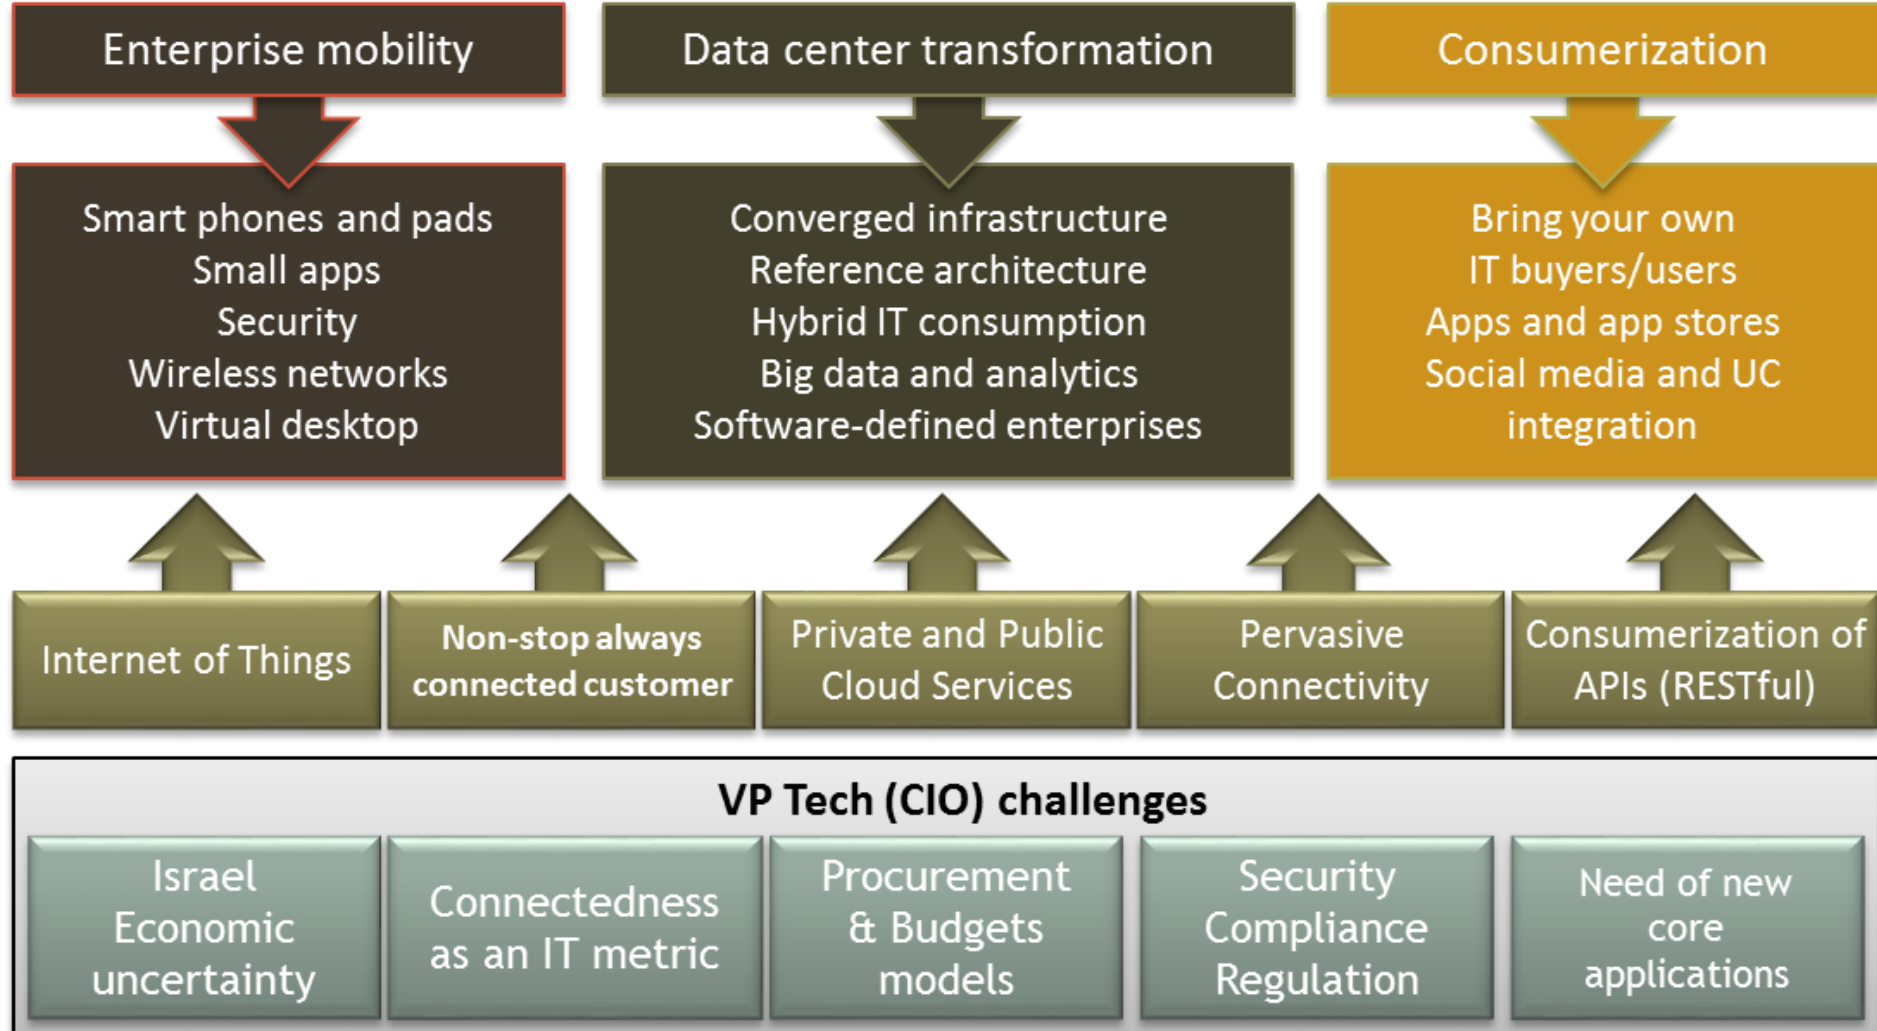 Enterprise mobility
Data center transformation
Consumerization
Smart phones and pads
Small apps
Security
Wireless networks
Virtual desktop
Converged infrastructure
Reference architecture
Hybrid IT consumption
Big data and analytics
Software-defined enterprises
Bring your own
IT buyers/users
Apps and app stores
Social media and UC
integration
Internet of Things
Non-stop always
connected customer
Private and Public
Cloud Services
Pervasive
Connectivity
Consumerization of
APIs (RESTful)
VP Tech (CIO) challenges
Israel
Economic
uncertainty
Connectedness
as an IT metric
Procurement
& Budgets
models
Security
Compliance
Regulation
Need of new
core
applications